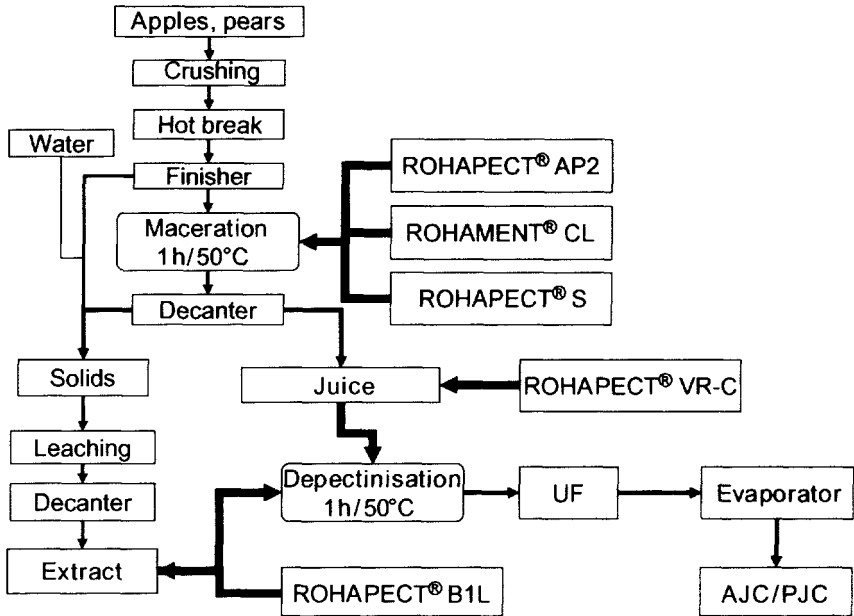 Apples, pears
Crushing
Hot break
Water
Finisher
ROHAPECT® AP2
Maceration
1h/50°C
ROHAMENT® CL
ROHAPECT® S
Decanter
Solids
Juice
ROHAPECT® VR-C
Leaching
Depectinisation
1h/50°C
UF
Evaporator
Decanter
Extract
ROHAPECT® B1L
AJC/PJC